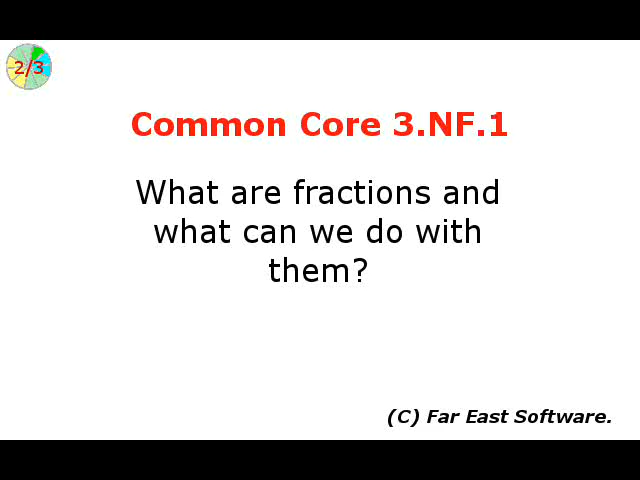 2/3
Common Core 3.NF.1
What are fractions and
what can we do with
them?
(C) Far East Software.